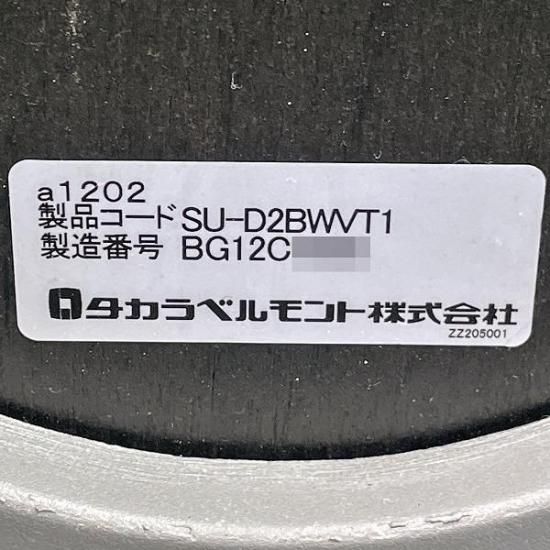 a1202
製品コード SU-D2BWVT1
製造番号 BG12C
タカラベルモント株式会社
ZZ205001